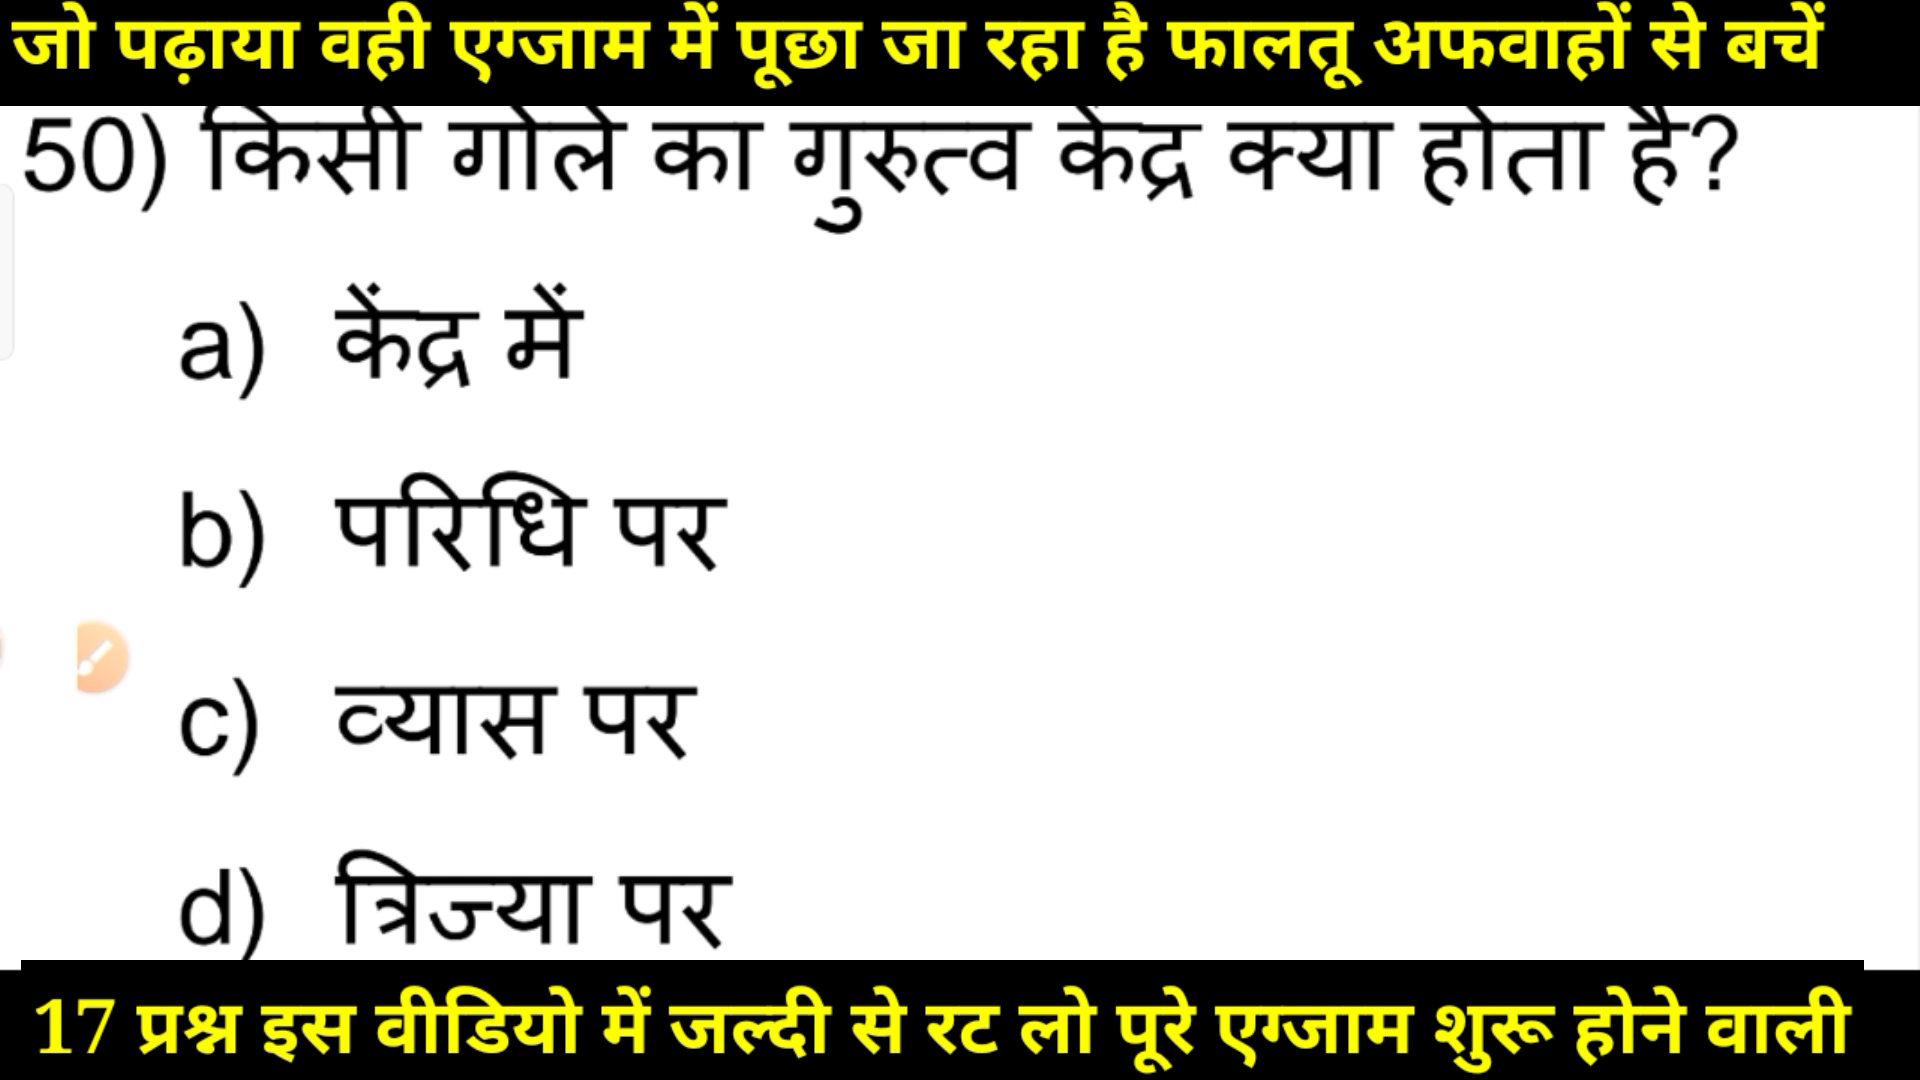 जो पढ़ाया वही एग्जाम में पूछा जा रहा है फालतू अफवाहों से बचें
50) किसी गोले का गुरुत्व केंद्र क्या होता है?
a) केंद्र में
b) परिधि पर
c) व्यास पर
d) त्रिज्या पर
17 प्रश्न इस वीडियो में जल्दी से रट लो पूरे एग्जाम शुरू होने वाली